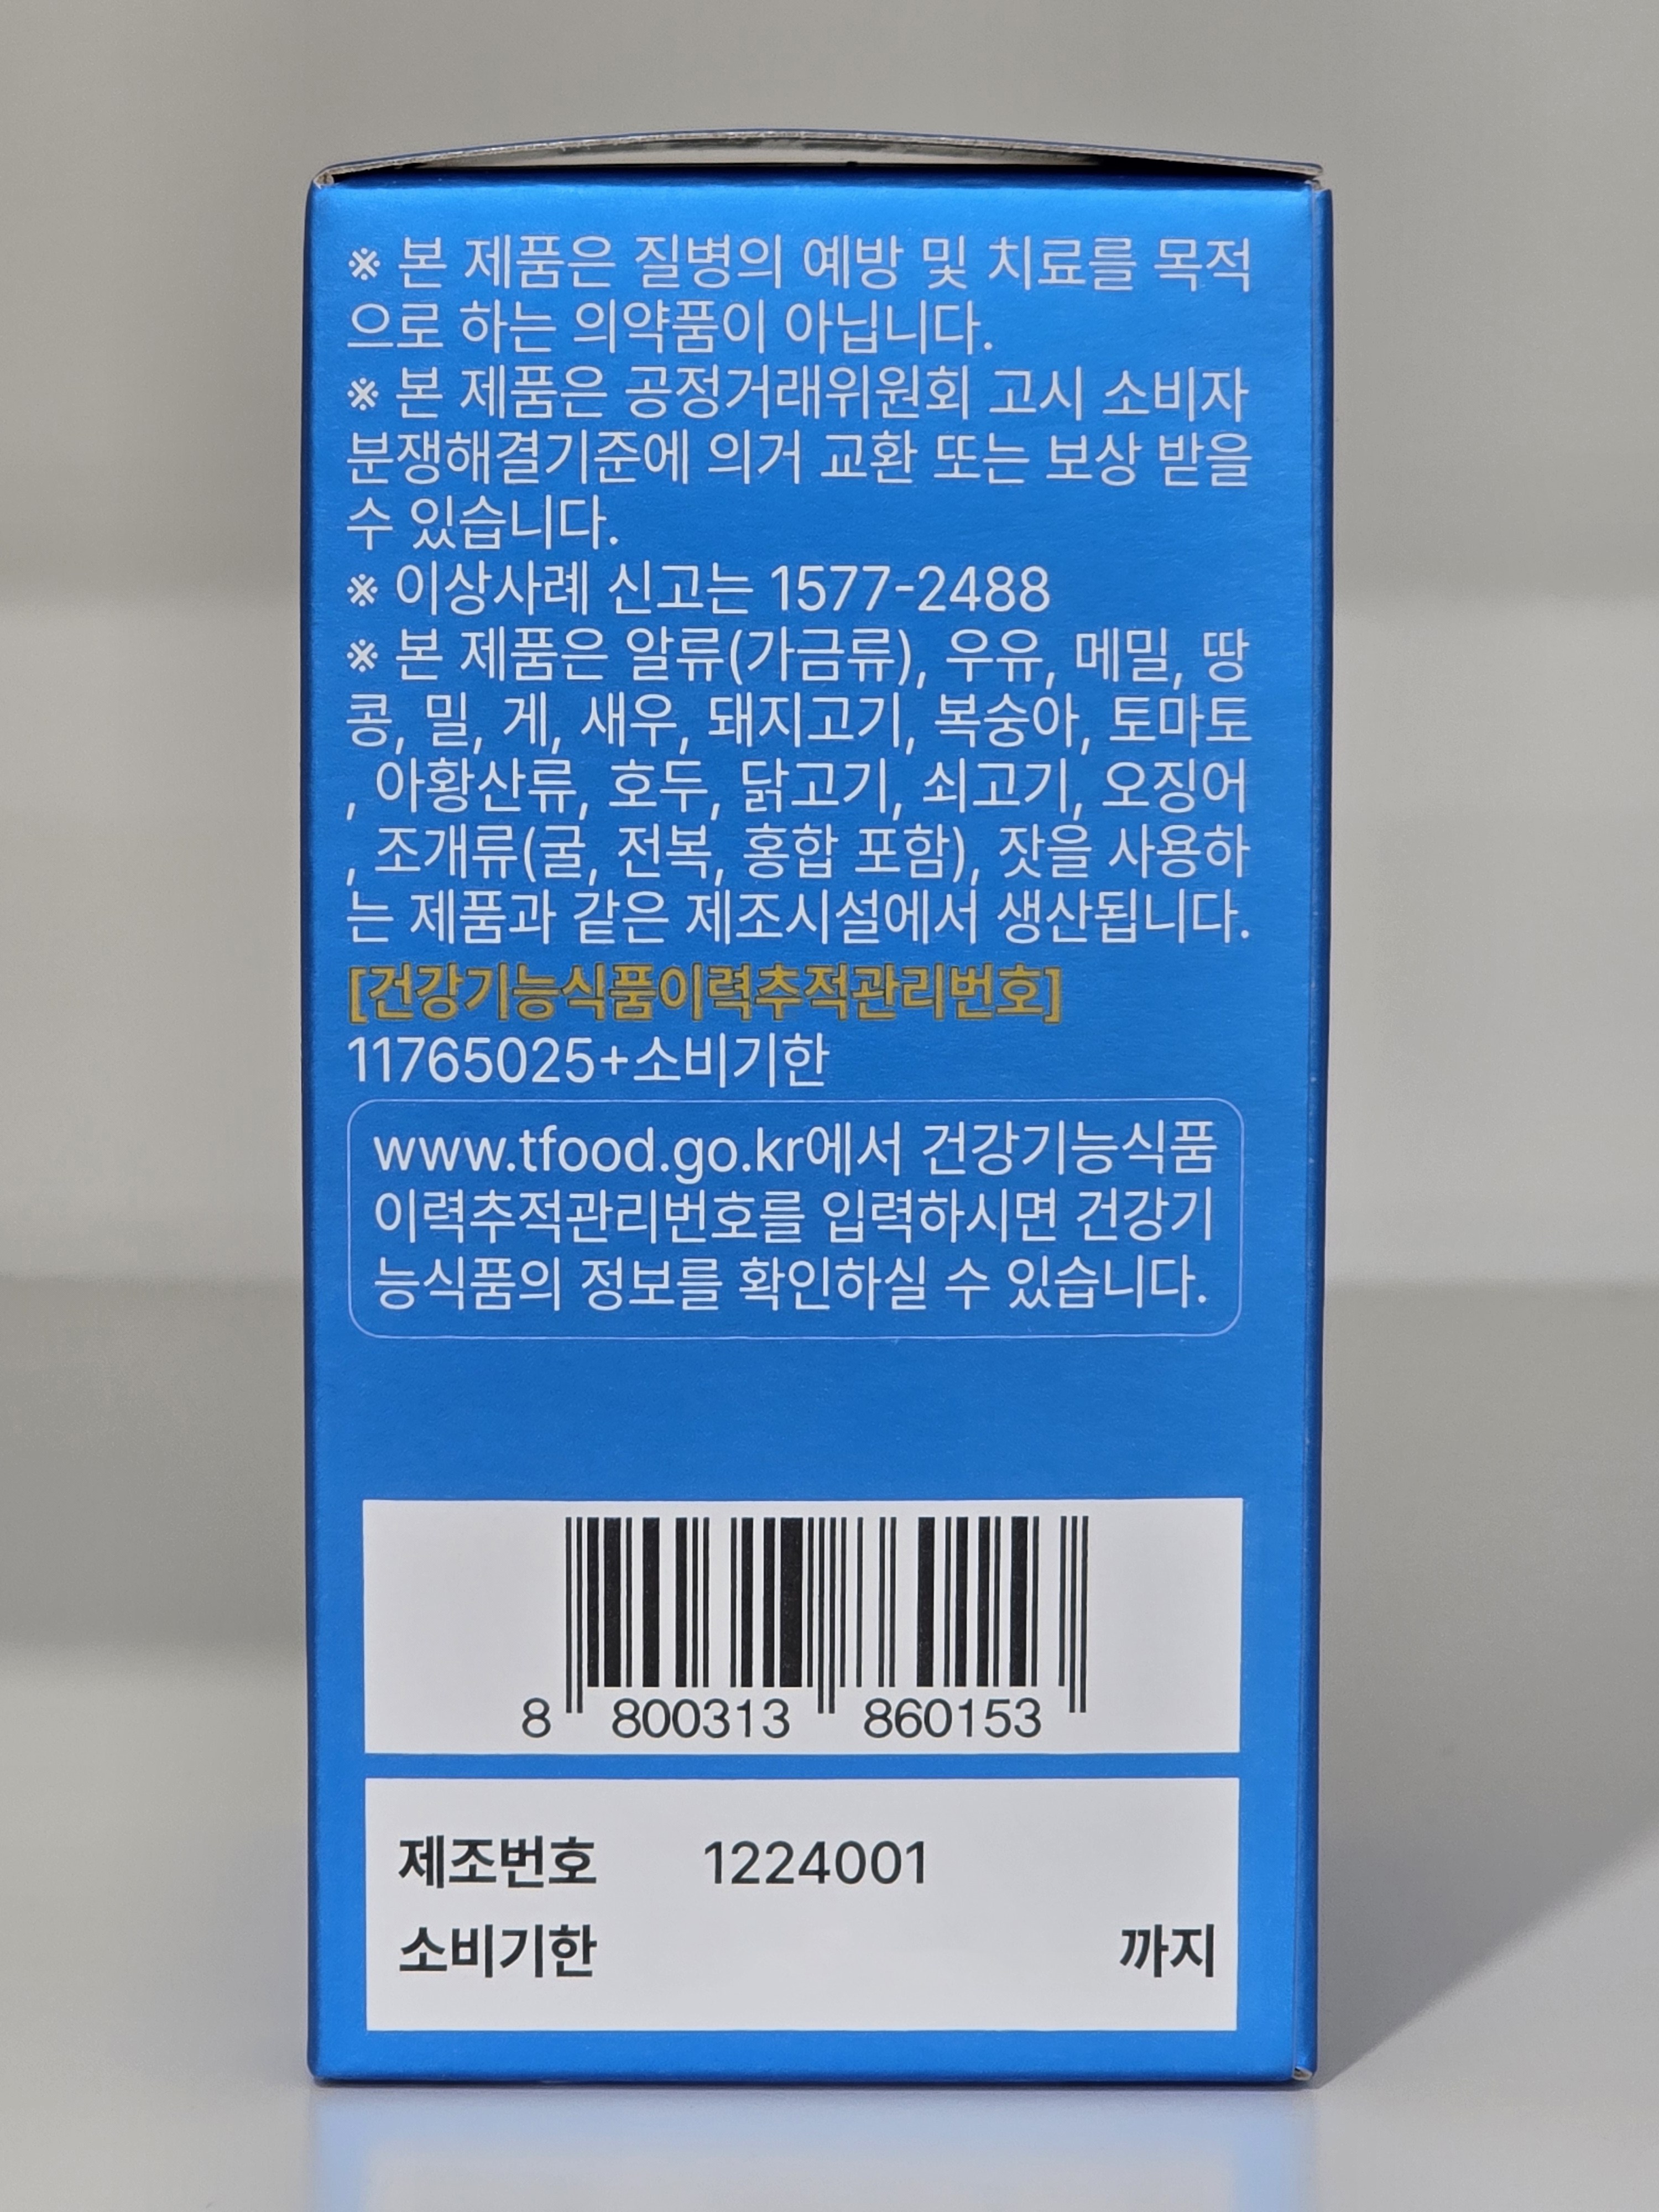 ※ 본 제품은 질병의 예방 및 치료를 목적
으로 하는 의약품이 아닙니다.
※ 본 제품은 공정거래위원회 고시 소비자
분쟁해결기준에 의거 교환 또는 보상 받을
수 있습니다.
※ 이상사례 신고는 1577-2488
※ 본 제품은 알류(가금류), 우유, 메밀, 땅
콩, 밀, 게, 새우, 돼지고기, 복숭아, 토마토
, 아황산류, 호두, 닭고기, 쇠고기, 오징어
, 조개류(굴, 전복, 홍합 포함), 잣을 사용하
는 제품과 같은 제조시설에서 생산됩니다.
[건강기능식품이력추적관리번호]
11765025+소비기한
www.tfood.go.kr에서 건강기능식품
이력추적관리번호를 입력하시면 건강기
능식품의 정보를 확인하실 수 있습니다.
8 800313 860153
제조번호 1224001
소비기한 까지